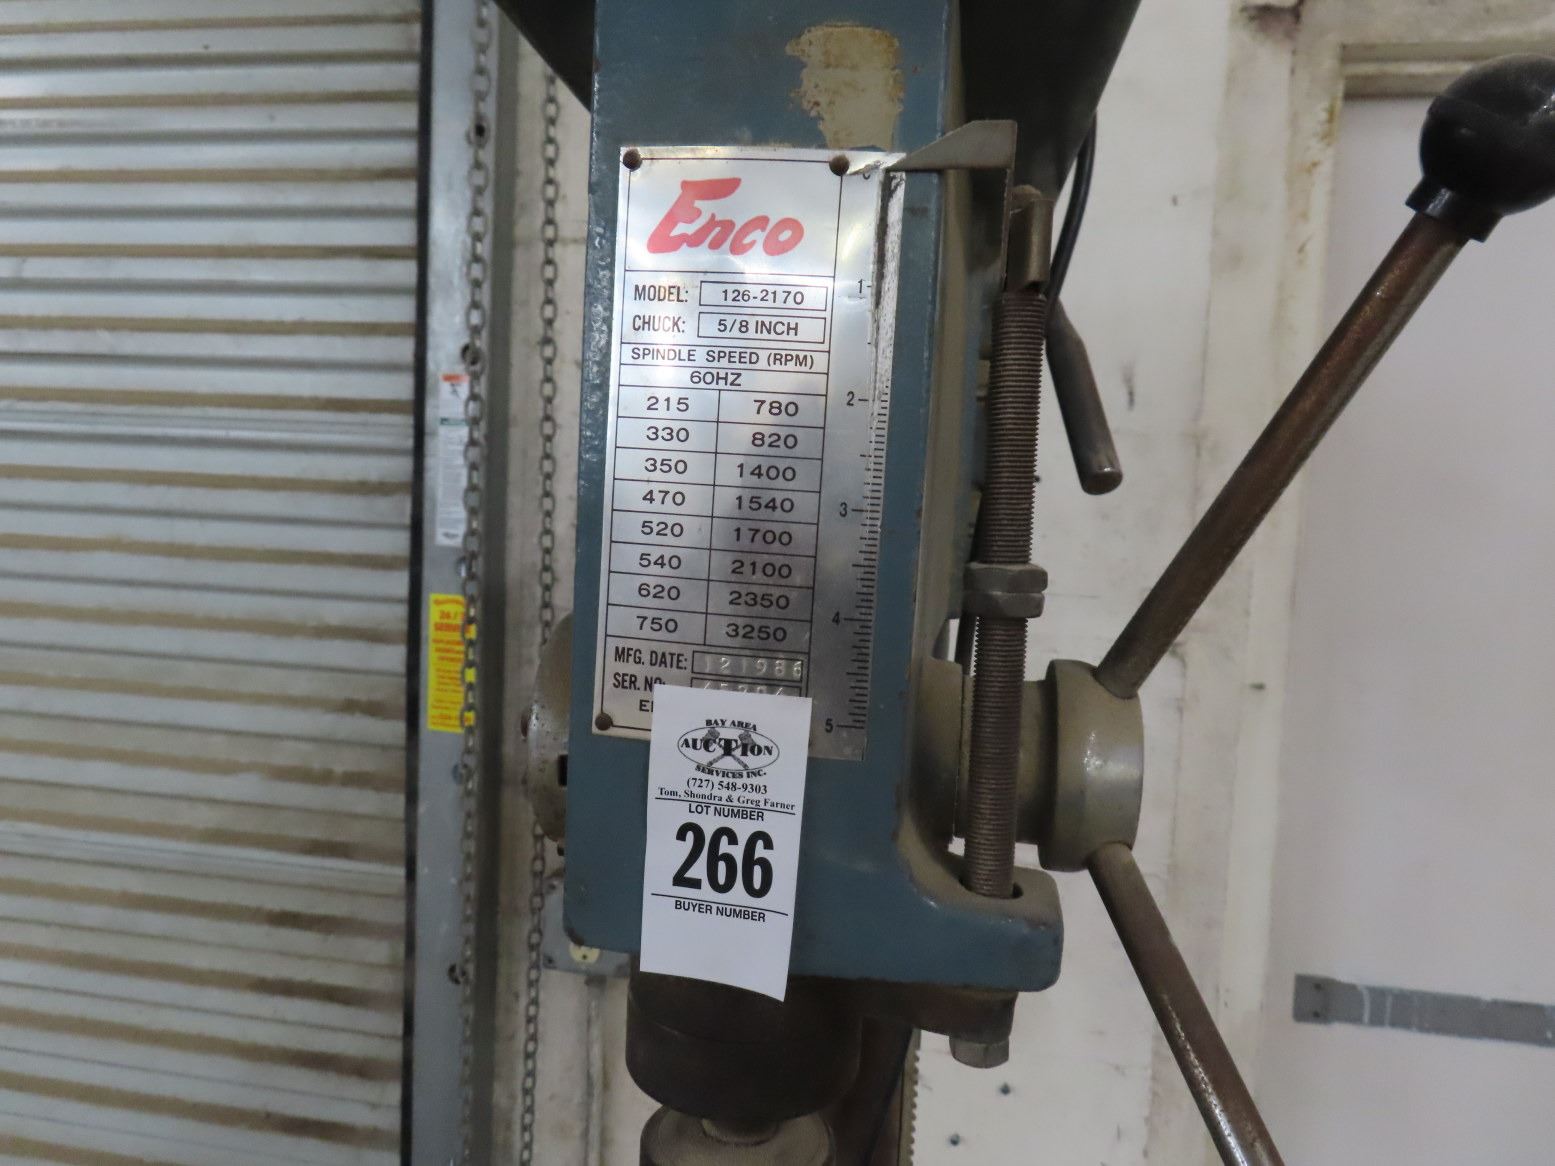 Enco
MODEL: 126-2170
CHUCK: 5/8 INCH
SPINDLE SPEED (RPM)
60HZ
215 780
330 820
350 1400
470 1540
520 1700
540 2100
620 2350
750 3250
MFG. DATE: 121986
SER. NO:
0
1
2
3
4
5
BAY AREA
AUCTION
SERVICES INC.
(727) 548-9303
Tom, Shondra & Greg Farner
LOT NUMBER
266
BUYER NUMBER